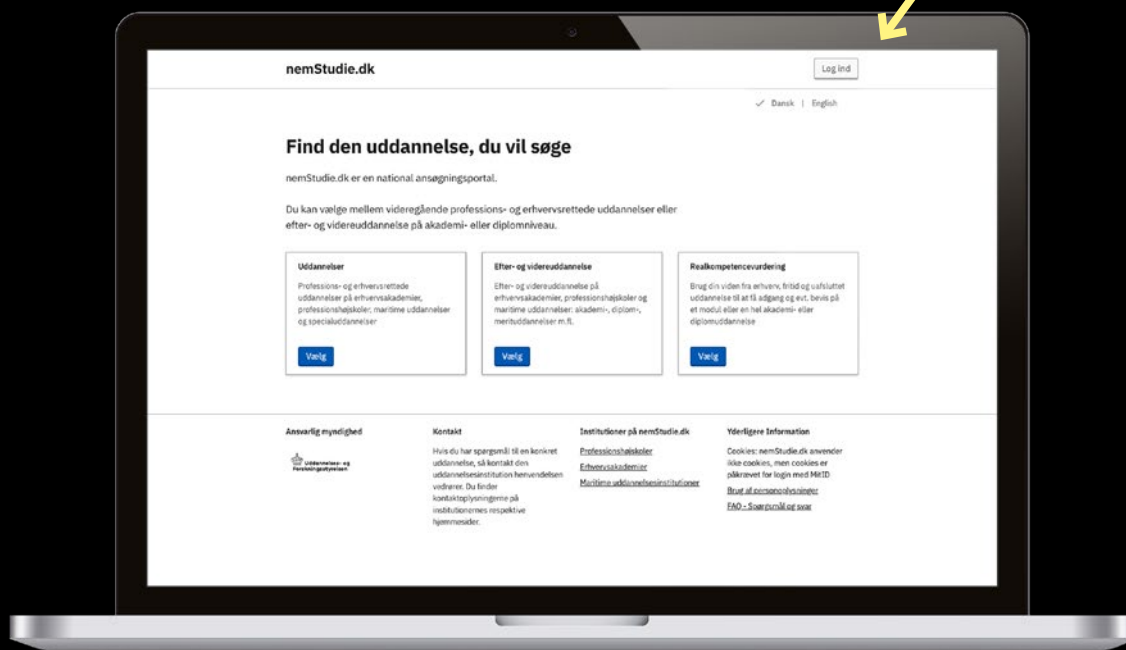 nemStudie.dk
Log ind
✓ Dansk | English
Find den uddannelse, du vil søge
nemStudie.dk er en national ansøgningsportal.
Du kan vælge mellem videregående professions- og erhvervsrettede uddannelser eller
efter- og videreuddannelse på akademi- eller diplomniveau.
Uddannelser
Professions- og erhvervsrettede
uddannelser på erhvervsakademier,
professionshøjskoler, maritime uddannelser
og specialuddannelser
Vælg
Efter- og videreuddannelse
Efter- og videreuddannelse på
erhvervsakademier, professionshøjskoler og
maritime uddannelser: akademi-, diplom-,
merituddannelser m.fl.
Vælg
Realkompetencevurdering
Brug din viden fra erhverv, fritid og uafsluttet
uddannelse til at få adgang og evt. bevis på
et modul eller en hel akademi- eller
diplomuddannelse
Vælg
Ansvarlig myndighed
Uddannelses- og
Forskningsstyrelsen
Kontakt
Hvis du har spørgsmål til en konkret
uddannelse, så kontakt den
uddannelsesinstitution henvendelsen
vedrører. Du finder
kontaktoplysningerne på
institutionernes respektive
hjemmesider.
Institutioner på nemStudie.dk
Professionshøjskoler
Erhvervsakademier
Maritime uddannelsesinstitutioner
Yderligere Information
Cookies: nemStudie.dk anvender
ikke cookies, men cookies er
påkrævet for login med MitID
Brug af personoplysninger
FAQ - Spørgsmål og svar